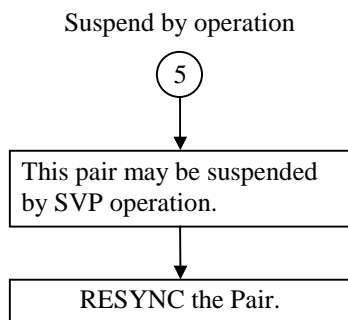 Suspend by operation
5
This pair may be suspended
by SVP operation.
RESYNC the Pair.